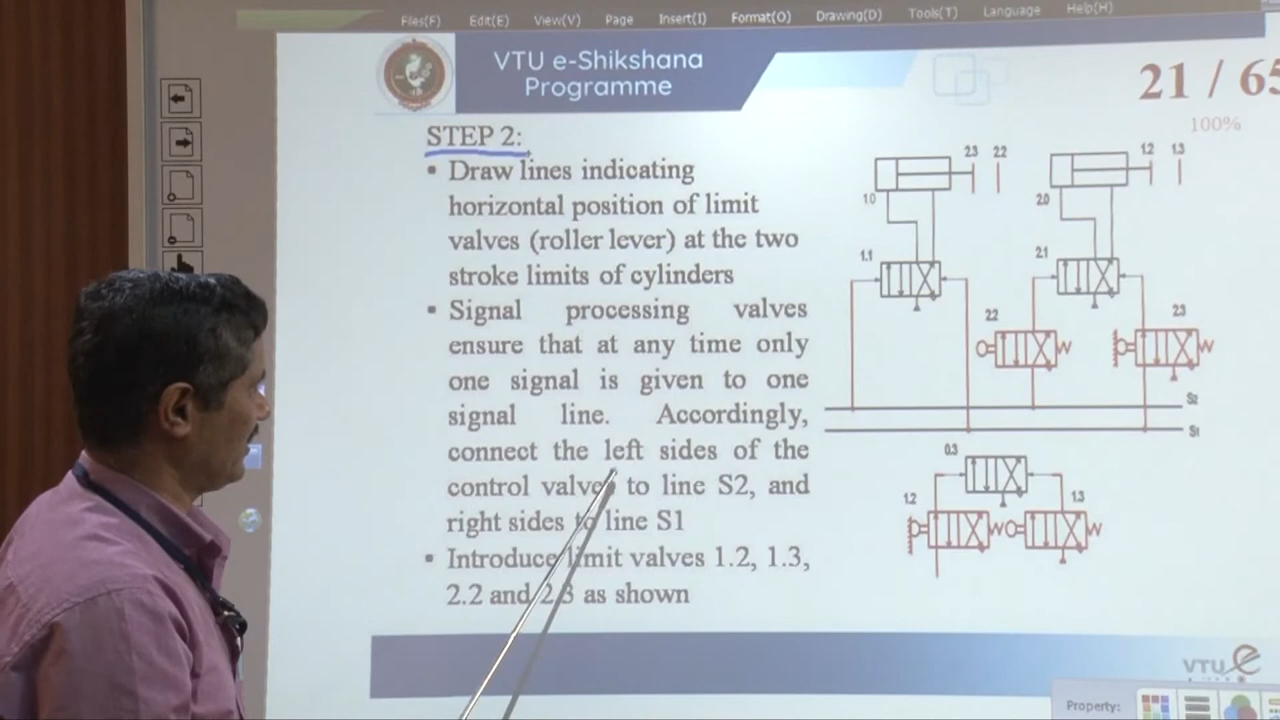 Files(F) Edit(E) View(V) Page Insert(I) Format(O) Drawing(D) Tools(T) Language Help(H)
VTU e-Shikshana
Programme
21 / 65
100%
STEP 2:
▪ Draw lines indicating
horizontal position of limit
valves (roller lever) at the two
stroke limits of cylinders
▪ Signal processing valves
ensure that at any time only
one signal is given to one
signal line. Accordingly,
connect the left sides of the
control valves to line S2, and
right sides to line S1
▪ Introduce limit valves 1.2, 1.3,
2.2 and 2.3 as shown
2.3 2.2 1.2 1.3
1.0 2.0
1.1 2.1
2.2 2.3
S2
S1
0.3
1.2 1.3
VTU e
Property: